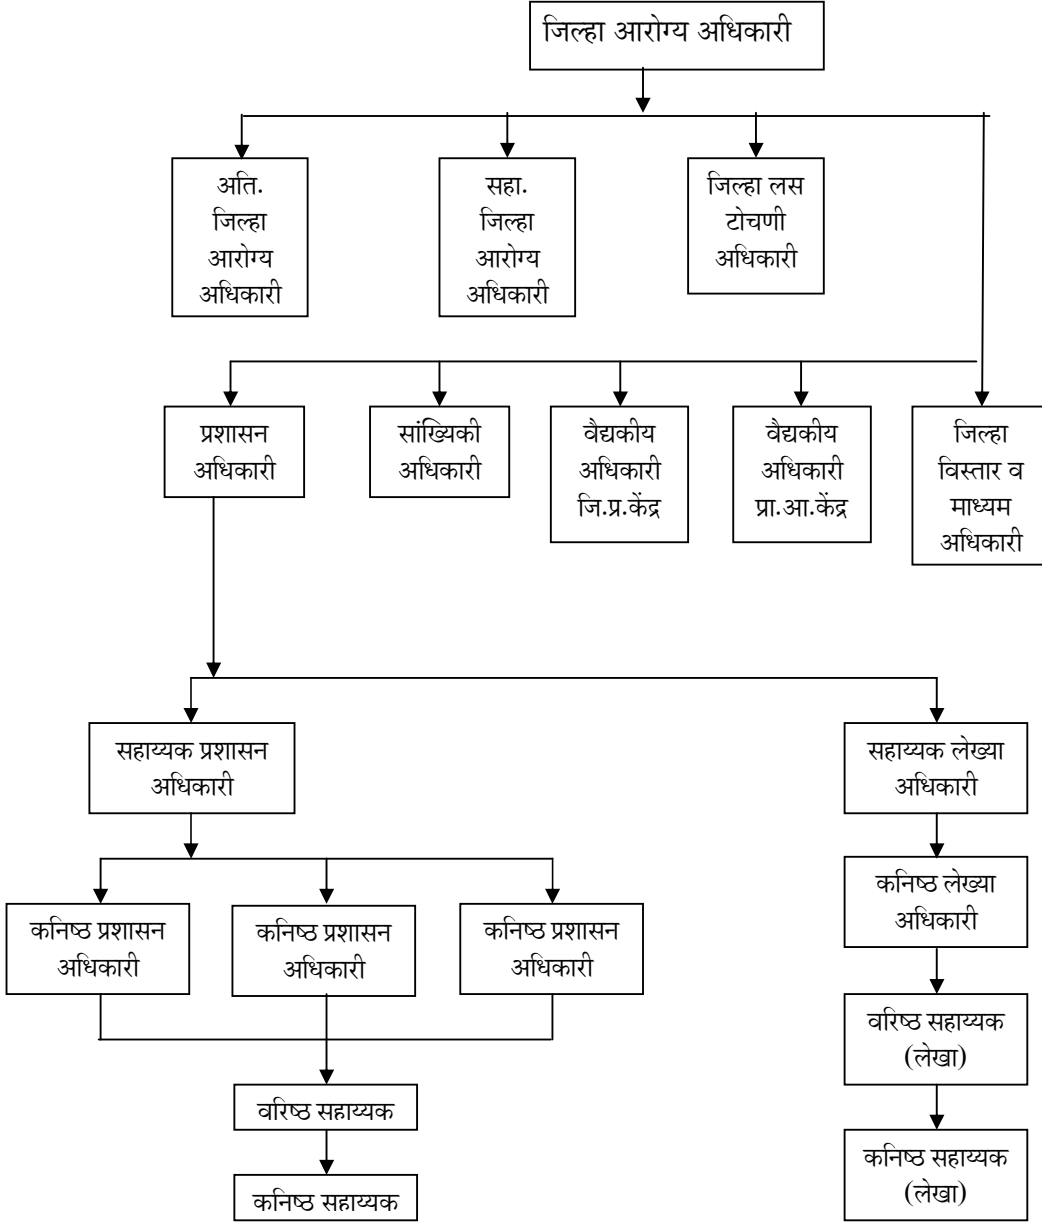 जिल्हा आरोग्य अधिकारी
अति.
जिल्हा
आरोग्य
अधिकारी
सहा.
जिल्हा
आरोग्य
अधिकारी
जिल्हा लस
टोचणी
अधिकारी
प्रशासन
अधिकारी
सांख्यिकी
अधिकारी
वैद्यकीय
अधिकारी
जि.प्र.केंद्र
वैद्यकीय
अधिकारी
प्रा.आ.केंद्र
जिल्हा
विस्तार व
माध्यम
अधिकारी
सहाय्यक प्रशासन
अधिकारी
सहाय्यक लेख्या
अधिकारी
कनिष्ठ प्रशासन
अधिकारी
कनिष्ठ प्रशासन
अधिकारी
कनिष्ठ प्रशासन
अधिकारी
कनिष्ठ लेख्या
अधिकारी
वरिष्ठ सहाय्यक
(लेखा)
वरिष्ठ सहाय्यक
कनिष्ठ सहाय्यक
(लेखा)
कनिष्ठ सहाय्यक